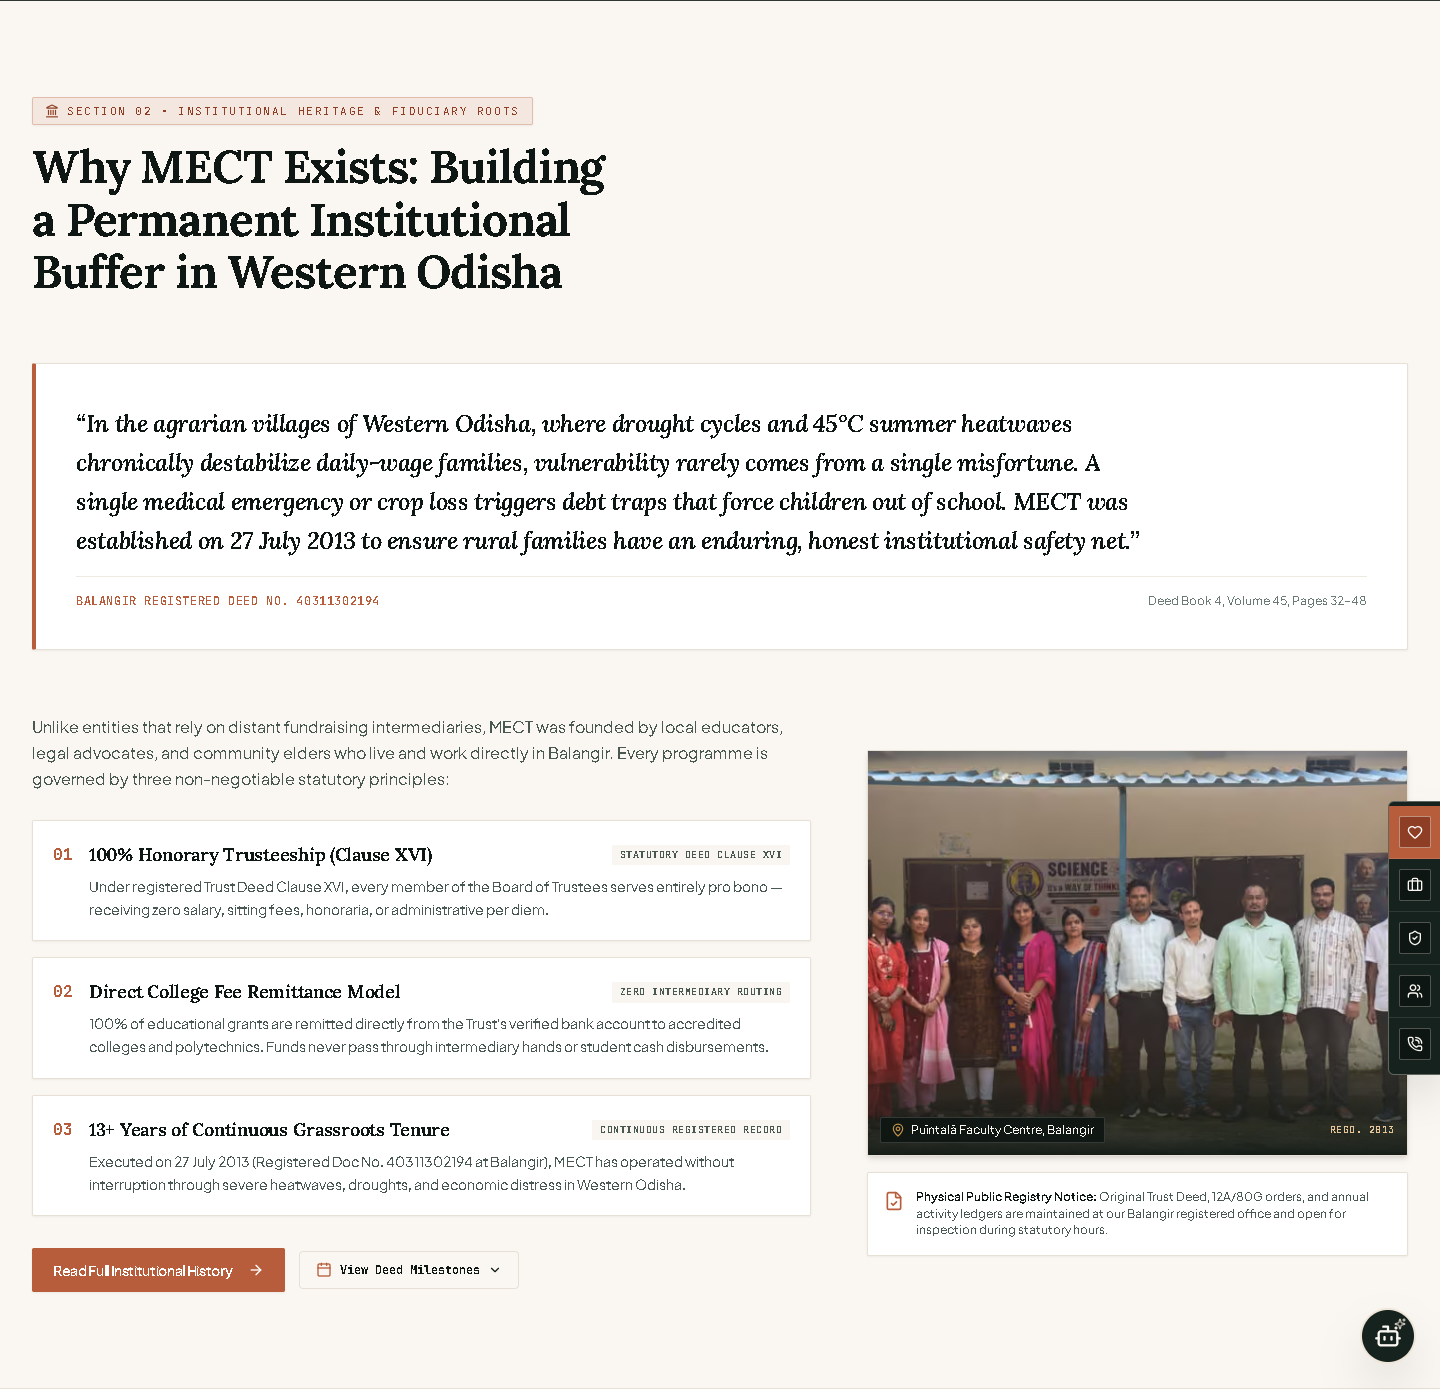 SECTION 02 • INSTITUTIONAL HERITAGE & FIDUCIARY ROOTS
Why MECT Exists: Building
a Permanent Institutional
Buffer in Western Odisha
“In the agrarian villages of Western Odisha, where drought cycles and 45°C summer heatwaves
chronically destabilize daily-wage families, vulnerability rarely comes from a single misfortune. A
single medical emergency or crop loss triggers debt traps that force children out of school. MECT was
established on 27 July 2013 to ensure rural families have an enduring, honest institutional safety net.”
BALANGIR REGISTERED DEED NO. 40311302194
Deed Book 4, Volume 45, Pages 32–48
Unlike entities that rely on distant fundraising intermediaries, MECT was founded by local educators,
legal advocates, and community elders who live and work directly in Balangir. Every programme is
governed by three non-negotiable statutory principles:
01 100% Honorary Trusteeship (Clause XVI) STATUTORY DEED CLAUSE XVI
Under registered Trust Deed Clause XVI, every member of the Board of Trustees serves entirely pro bono —
receiving zero salary, sitting fees, honoraria, or administrative per diem.
02 Direct College Fee Remittance Model ZERO INTERMEDIARY ROUTING
100% of educational grants are remitted directly from the Trust's verified bank account to accredited
colleges and polytechnics. Funds never pass through intermediary hands or student cash disbursements.
03 13+ Years of Continuous Grassroots Tenure CONTINUOUS REGISTERED RECORD
Executed on 27 July 2013 (Registered Doc No. 40311302194 at Balangir), MECT has operated without
interruption through severe heatwaves, droughts, and economic distress in Western Odisha.
Read Full Institutional History
View Deed Milestones
SCIENCE
It's a WAY OF THINK
Puintala Faculty Centre, Balangir
REGD. 2013
Physical Public Registry Notice: Original Trust Deed, 12A/80G orders, and annual
activity ledgers are maintained at our Balangir registered office and open for
inspection during statutory hours.